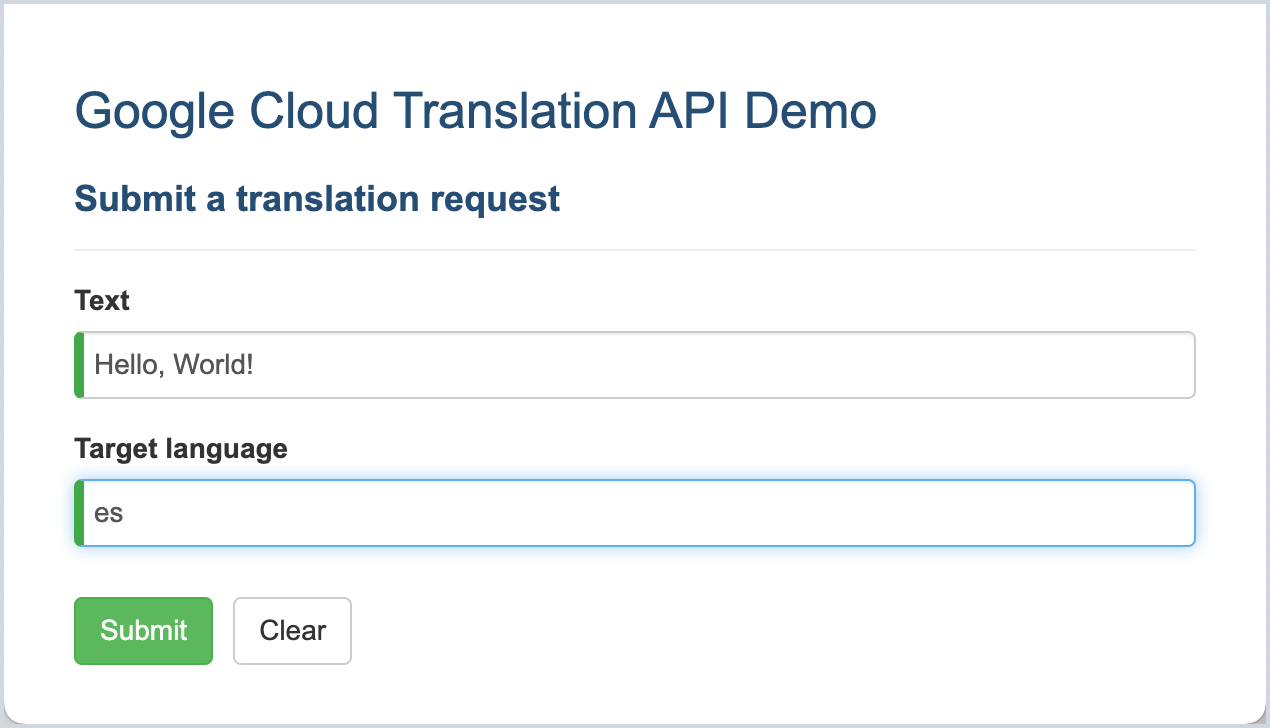 Google Cloud Translation API Demo
Submit a translation request
Text
Hello, World!
Target language
es
Submit
Clear